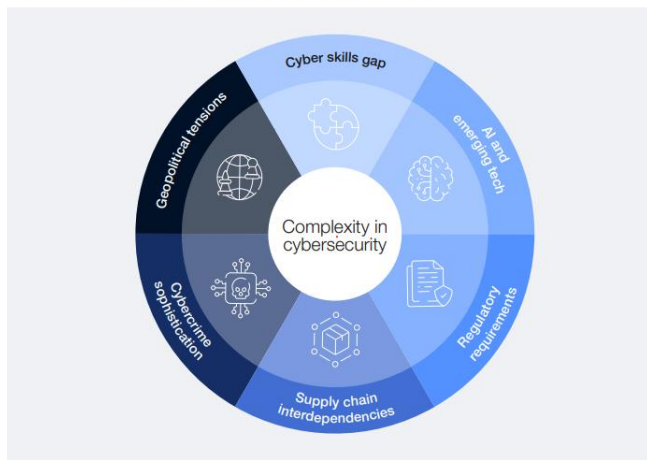 Cyber skills gap
AI and
emerging tech
Regulatory
requirements
Supply chain
interdependencies
Cybercrime
sophistication
Geopolitical tensions
Complexity in
cybersecurity